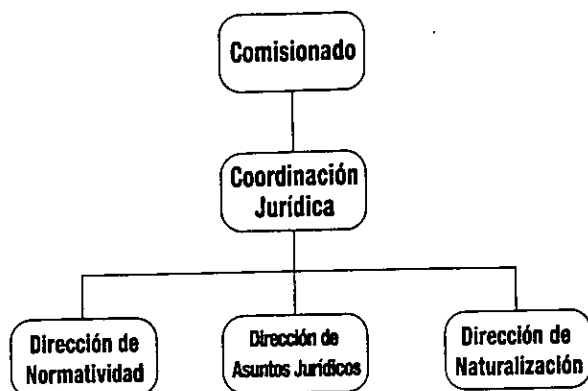 Comisionado
Coordinación
Jurídica
Dirección de
Normatividad
Dirección de
Asuntos Jurídicos
Dirección de
Naturalización